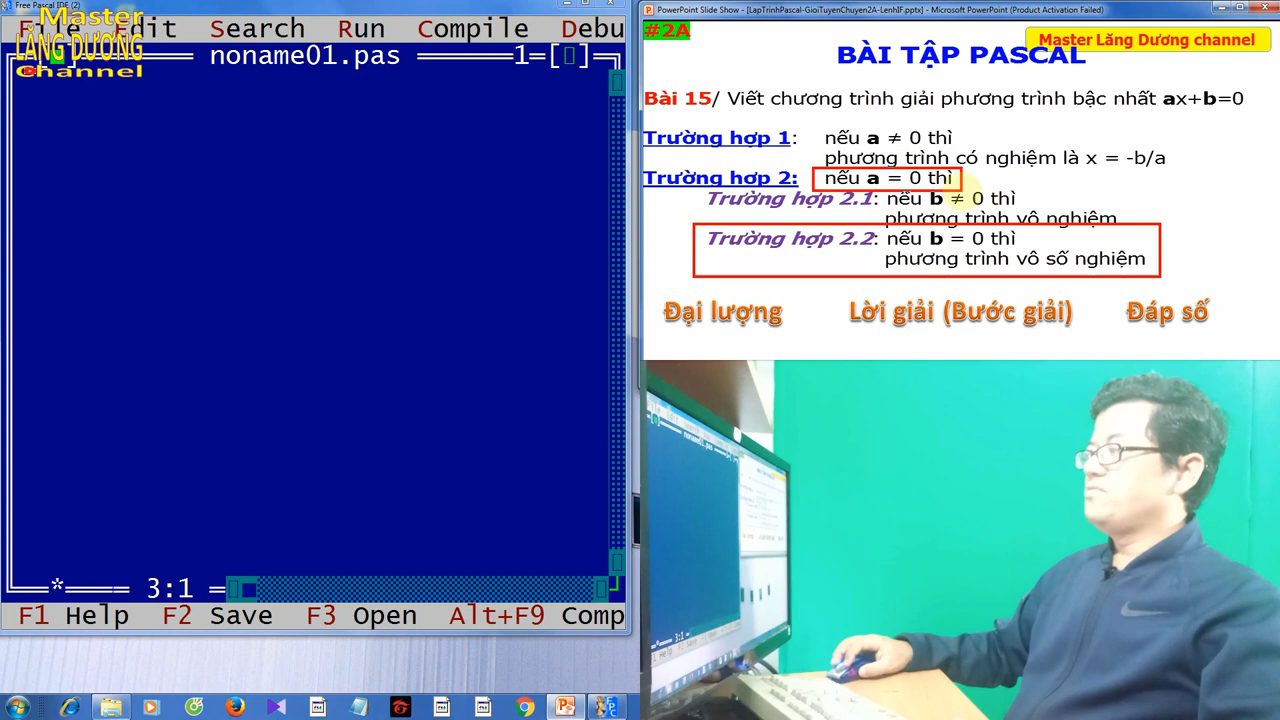 Free Pascal IDE (2)
Search Run Compile Debu
Master
LĂNG DƯƠNG
Channel
noname01.pas 1
* 3:1
F1 Help F2 Save F3 Open Alt+F9 Comp
PowerPoint Slide Show - [LapTrinhPascal-GioiTuyenChuyen2A-LenhIF.pptx] - Microsoft PowerPoint (Product Activation Failed)
#2A
Master Lăng Dương channel
BÀI TẬP PASCAL
Bài 15/ Viết chương trình giải phương trình bậc nhất ax+b=0
Trường hợp 1: nếu a ≠ 0 thì
phương trình có nghiệm là x = -b/a
Trường hợp 2: nếu a = 0 thì
Trường hợp 2.1: nếu b ≠ 0 thì
phương trình vô nghiệm
Trường hợp 2.2: nếu b = 0 thì
phương trình vô số nghiệm
Đại lượng Lời giải (Bước giải) Đáp số